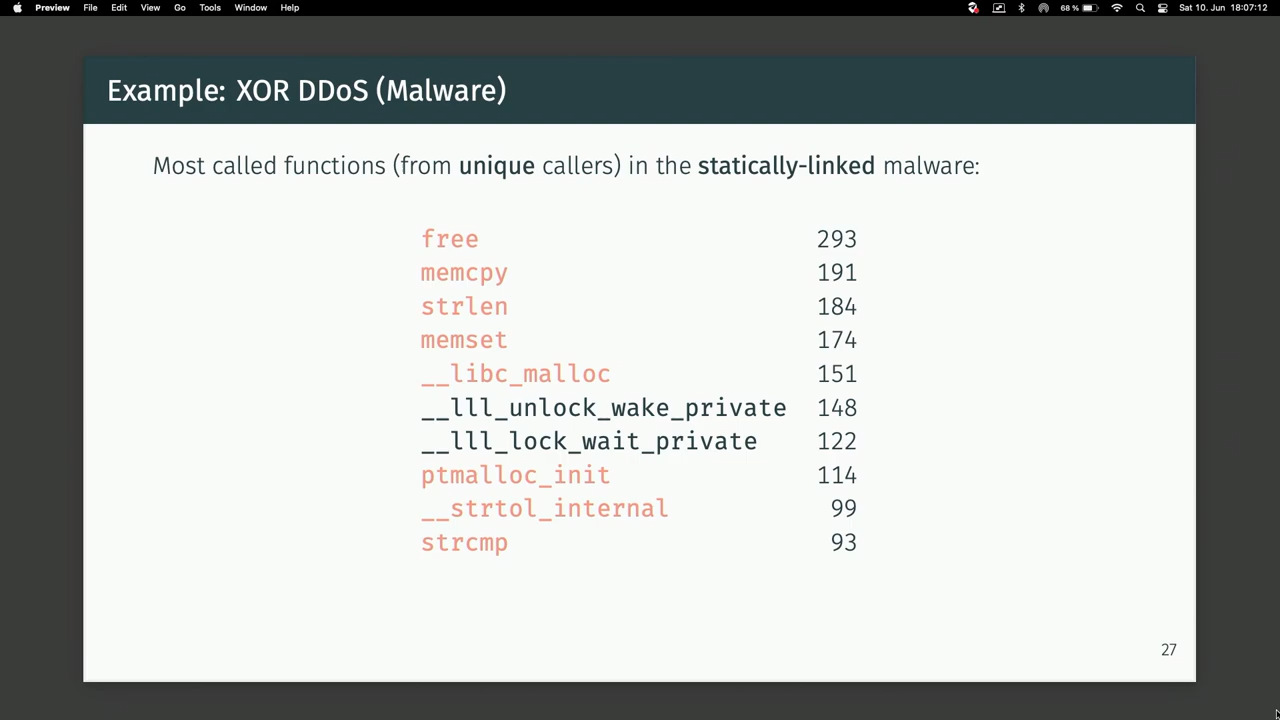 Preview File Edit View Go Tools Window Help 68 % Sat 10. Jun 18:07:12
Example: XOR DDoS (Malware)
Most called functions (from unique callers) in the statically-linked malware:
free 293
memcpy 191
strlen 184
memset 174
__libc_malloc 151
__lll_unlock_wake_private 148
__lll_lock_wait_private 122
ptmalloc_init 114
__strtol_internal 99
strcmp 93
27